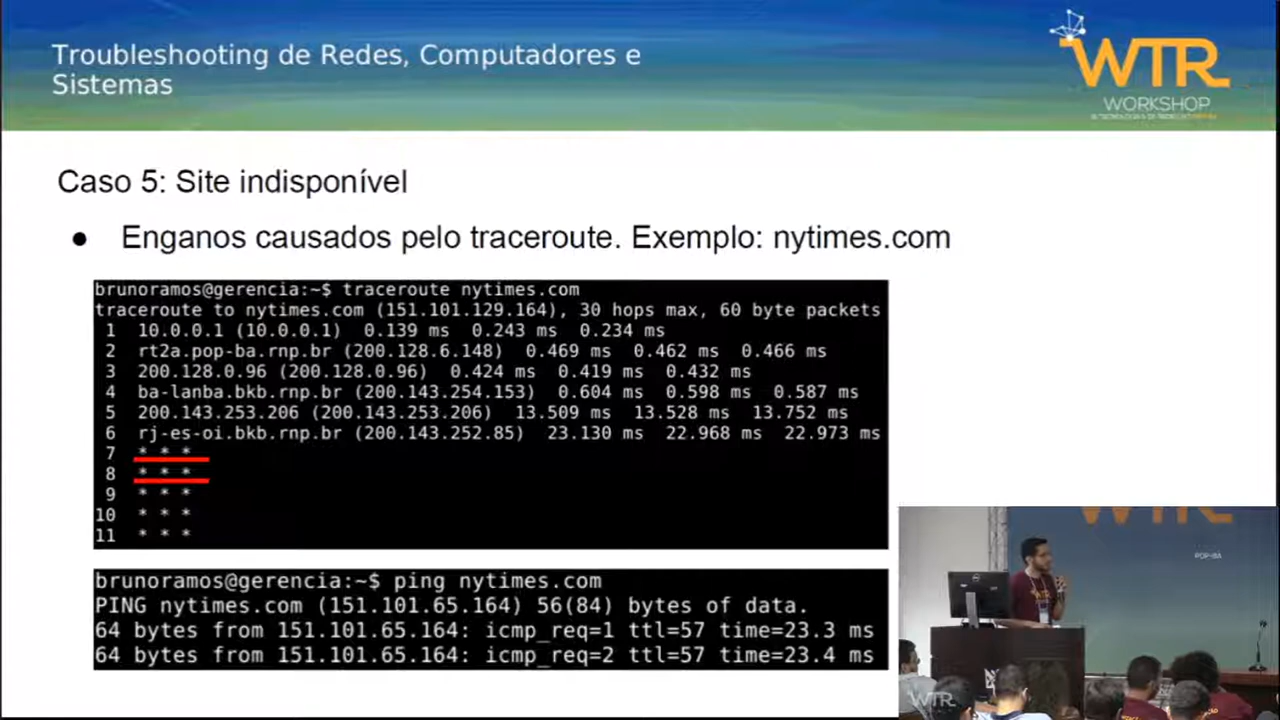 Troubleshooting de Redes, Computadores e
Sistemas
WTR
WORKSHOP
Caso 5: Site indisponível
● Enganos causados pelo traceroute. Exemplo: nytimes.com
brunoramos@gerencia:~$ traceroute nytimes.com
traceroute to nytimes.com (151.101.129.164), 30 hops max, 60 byte packets
1 10.0.0.1 (10.0.0.1) 0.139 ms 0.243 ms 0.234 ms
2 rt2a.pop-ba.rnp.br (200.128.6.148) 0.469 ms 0.462 ms 0.466 ms
3 200.128.0.96 (200.128.0.96) 0.424 ms 0.419 ms 0.432 ms
4 ba-lanba.bkb.rnp.br (200.143.254.153) 0.604 ms 0.598 ms 0.587 ms
5 200.143.253.206 (200.143.253.206) 13.509 ms 13.528 ms 13.752 ms
6 rj-es-oi.bkb.rnp.br (200.143.252.85) 23.130 ms 22.968 ms 22.973 ms
7 * * *
8 * * *
9 * * *
10 * * *
11 * * *
brunoramos@gerencia:~$ ping nytimes.com
PING nytimes.com (151.101.65.164) 56(84) bytes of data.
64 bytes from 151.101.65.164: icmp_req=1 ttl=57 time=23.3 ms
64 bytes from 151.101.65.164: icmp_req=2 ttl=57 time=23.4 ms
WTR
POP-BA
WTR